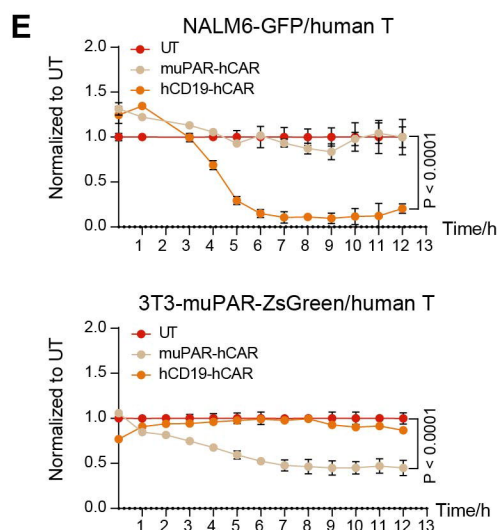 E
NALM6-GFP/human T
Normalized to UT
2.0
1.5
1.0
0.5
0.0
UT
muPAR-hCAR
hCD19-hCAR
P < 0.0001
1 2 3 4 5 6 7 8 9 10 11 12 13
Time/h
3T3-muPAR-ZsGreen/human T
Normalized to UT
2.0
1.5
1.0
0.5
0.0
UT
muPAR-hCAR
hCD19-hCAR
P < 0.0001
1 2 3 4 5 6 7 8 9 10 11 12 13
Time/h